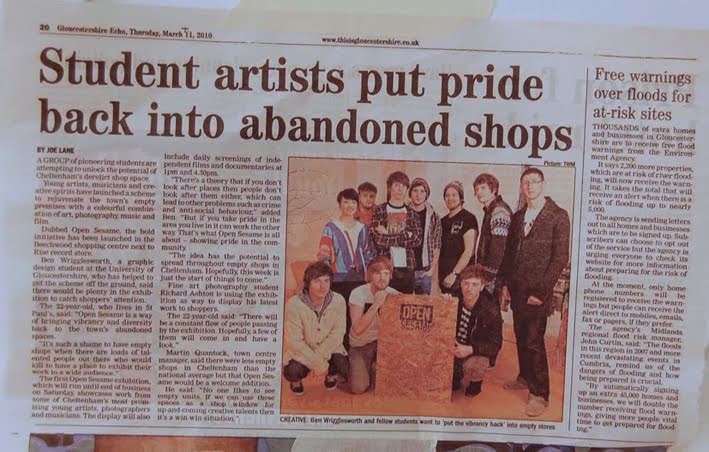 20 Gloucestershire Echo, Thursday, March 11, 2010
www.thisisgloucestershire.co.uk
Student artists put pride
back into abandoned shops
BY JOE LANE
A GROUP of pioneering students are
attempting to unlock the potential of
Cheltenham's derelict shop space.
Young artists, musicians and cre-
ative spirits have launched a scheme
to rejuvenate the town's empty
premises with a colourful combina-
tion of art, photography, music and
film.
Dubbed Open Sesame, the bold
initiative has been launched in the
Beechwood shopping centre next to
Rise record store.
Ben Wrigglesworth, a graphic
design student at the University of
Gloucestershire, who has helped to
get the scheme off the ground, said
there would be plenty in the exhib-
ition to catch shoppers' attention.
The 22-year-old, who lives in St
Paul's, said: "Open Sesame is a way
of bringing vibrancy and diversity
back to the town's abandoned
spaces.
"It's such a shame to have empty
shops when there are loads of tal-
ented people out there who would
kill to have a place to exhibit their
work to a wide audience."
The first Open Sesame exhibition,
which will run until end of business
on Saturday, showcases work from
some of Cheltenham's most prom-
ising young artists, photographers
and musicians. The display will also
include daily screenings of inde-
pendent films and documentaries at
1pm and 4.30pm.
"There's a theory that if you don't
look after places then people don't
look after them either, which can
lead to other problems such as crime
and anti-social behaviour," added
Ben. "But if you take pride in the
area you live in it can work the other
way. That's what Open Sesame is all
about - showing pride in the com-
munity.
"The idea has the potential to
spread throughout empty shops in
Cheltenham. Hopefully, this week is
just the start of things to come."
Fine art photography student
Richard Ashton is using the exhib-
ition as way to display his latest
work to shoppers.
The 22-year-old said: "There will
be a constant flow of people passing
by the exhibition. Hopefully a few of
them will come in and have a
look."
Martin Quantock, town centre
manager, said there were less empty
shops in Cheltenham than the
national average but that Open Ses-
ame would be a welcome addition.
He said: "No one likes to see
empty units. If we can use these
spaces as a shop window for
up-and-coming creative talents then
it's a win-win situation."
Picture: TWM
OPEN
SESAME
CREATIVE: Ben Wrigglesworth and fellow students want to 'put the vibrancy back' into empty stores
Free warnings
over floods for
at-risk sites
THOUSANDS of extra homes
and businesses in Gloucester-
shire are to receive free flood
warnings from the Environ-
ment Agency.
It says 2,200 more properties,
which are at risk of river flood-
ing, will now receive the warn-
ing. It takes the total that will
receive an alert when there is a
risk of flooding up to nearly
5,000.
The agency is sending letters
out to all homes and businesses
which are to be signed up. Sub-
scribers can choose to opt out
of the service but the agency is
urging everyone to check its
website for more information
about preparing for the risk of
flooding.
At the moment, only home
phone numbers will be
registered to receive the warn-
ings but people can receive the
alert direct to mobiles, emails,
fax or pagers, if they prefer.
The agency's Midlands
regional flood risk manager,
John Curtin, said: "The floods
in this region in 2007 and more
recent devastating events in
Cumbria, remind us of the
dangers of flooding and how
being prepared is crucial.
"By automatically signing
up an extra 45,000 homes and
businesses, we will double the
number receiving flood warn-
ings, giving more people vital
time to get prepared for flood-
ing."